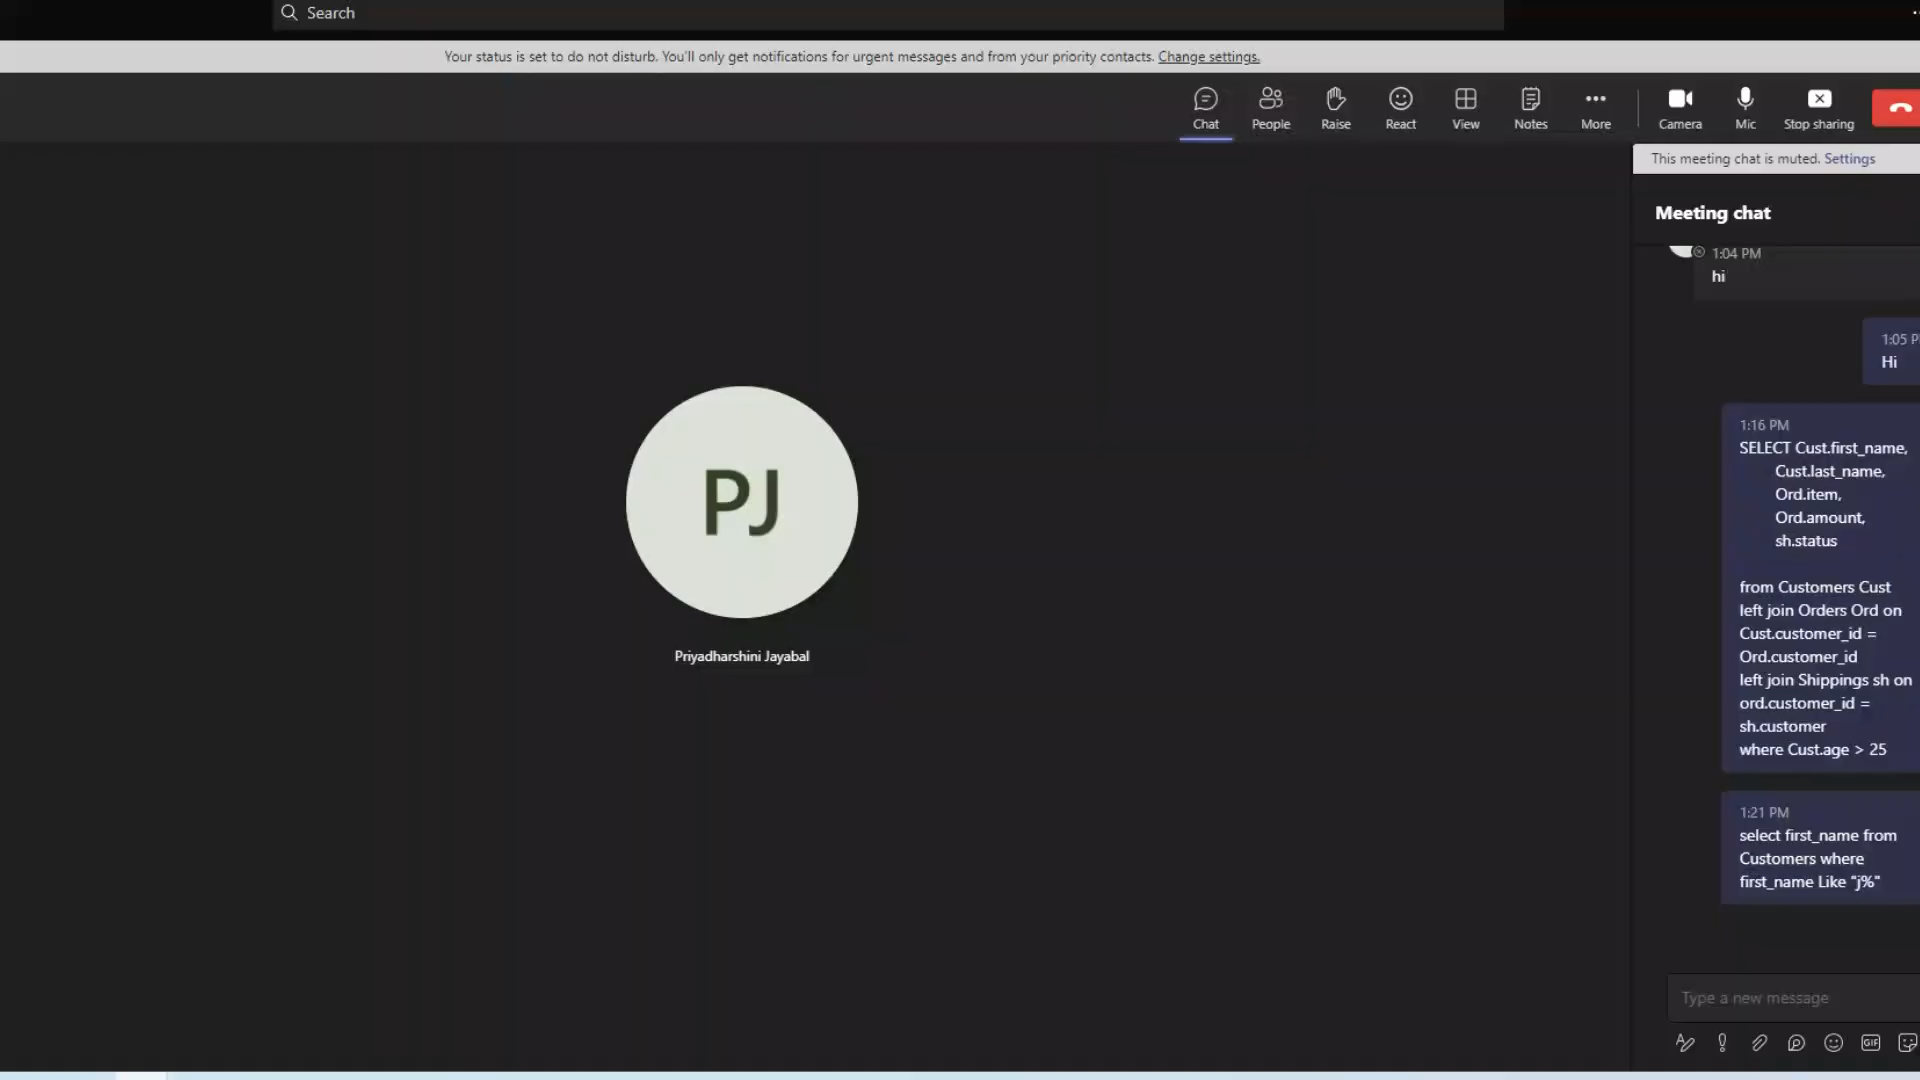 Search
Your status is set to do not disturb. You'll only get notifications for urgent messages and from your priority contacts. Change settings.
Chat
People
Raise
React
View
Notes
More
Camera
Mic
Stop sharing
This meeting chat is muted. Settings
Meeting chat
1:04 PM
hi
1:05 P
Hi
1:16 PM
SELECT Cust.first_name,
Cust.last_name,
Ord.item,
Ord.amount,
sh.status
from Customers Cust
left join Orders Ord on
Cust.customer_id =
Ord.customer_id
left join Shippings sh on
ord.customer_id =
sh.customer
where Cust.age > 25
1:21 PM
select first_name from
Customers where
first_name Like "j%"
PJ
Priyadharshini Jayabal
Type a new message
GIF